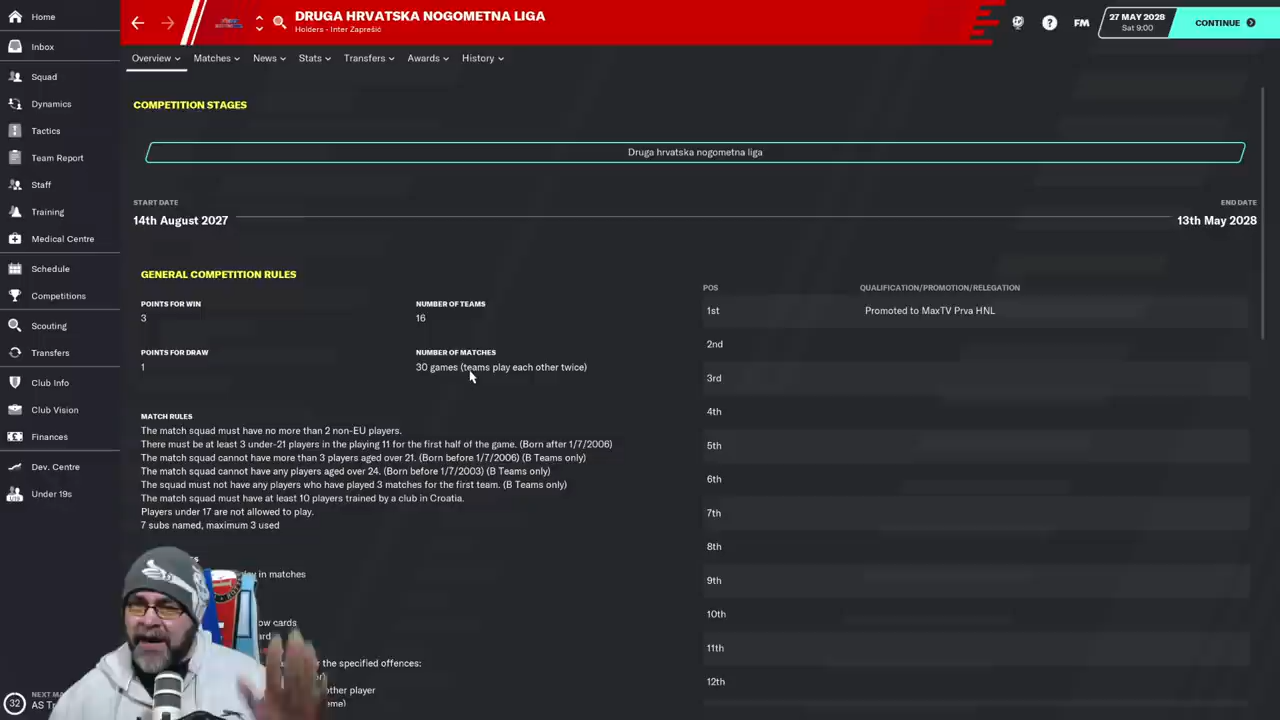 DRUGA HRVATSKA NOGOMETNA LIGA
Holders - Inter Zaprešić
FM
27 MAY 2028
Sat 9:00
CONTINUE
Home
Inbox
Squad
Dynamics
Tactics
Team Report
Staff
Training
Medical Centre
Schedule
Competitions
Scouting
Transfers
Club Info
Club Vision
Finances
Dev. Centre
Under 19s
32
AS
Overview
Matches
News
Stats
Transfers
Awards
History
COMPETITION STAGES
Druga hrvatska nogometna liga
START DATE
14th August 2027
END DATE
13th May 2028
GENERAL COMPETITION RULES
POINTS FOR WIN
3
NUMBER OF TEAMS
16
POINTS FOR DRAW
1
NUMBER OF MATCHES
30 games (teams play each other twice)
MATCH RULES
The match squad must have no more than 2 non-EU players.
There must be at least 3 under-21 players in the playing 11 for the first half of the game. (Born after 1/7/2006)
The match squad cannot have more than 3 players aged over 21. (Born before 1/7/2006) (B Teams only)
The match squad cannot have any players aged over 24. (Born before 1/7/2003) (B Teams only)
The squad must not have any players who have played 3 matches for the first team. (B Teams only)
The match squad must have at least 10 players trained by a club in Croatia.
Players under 17 are not allowed to play.
7 subs named, maximum 3 used
in matches
cards
the specified offences:
other player
POS
QUALIFICATION/PROMOTION/RELEGATION
1st Promoted to MaxTV Prva HNL
2nd
3rd
4th
5th
6th
7th
8th
9th
10th
11th
12th